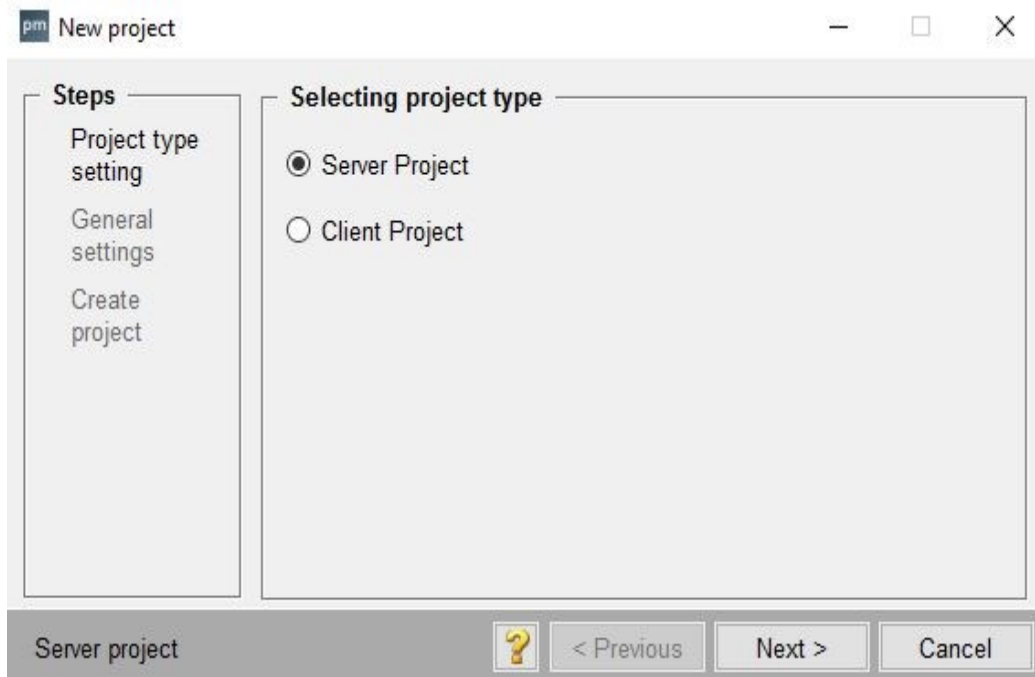 pm New project
Steps
Project type
setting
General
settings
Create
project
Selecting project type
Server Project
Client Project
Server project
?
< Previous
Next >
Cancel